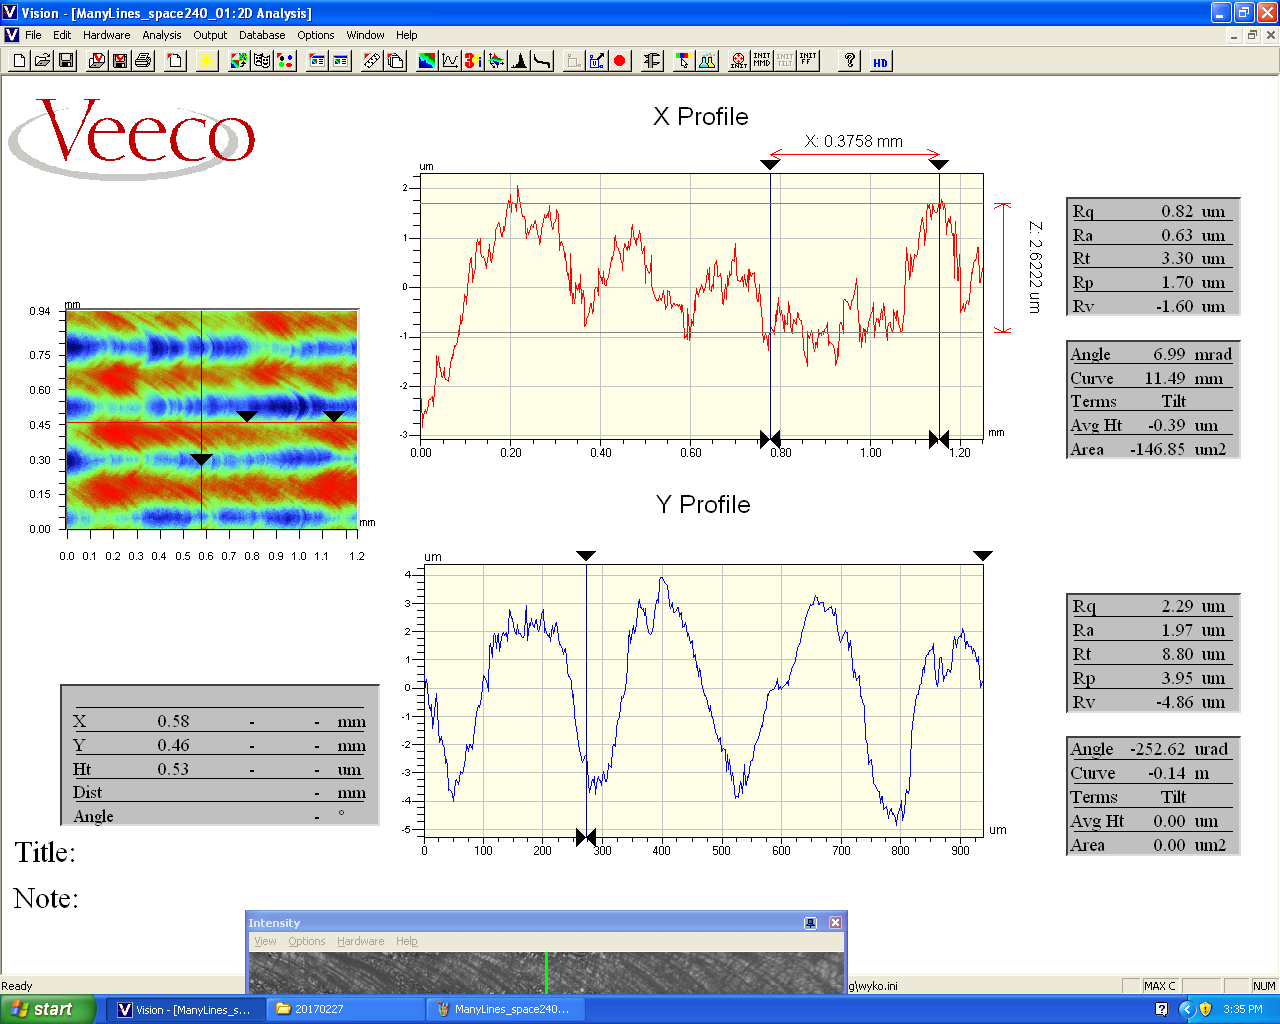 Vision - [ManyLines_space240_01:2D Analysis]
File Edit Hardware Analysis Output Database Options Window Help
INIT INIT MMD INIT TILT INIT FF ? HD
Veeco
X Profile
X: 0.3758 mm
um
2
1
0
-1
-2
-3
0.00 0.20 0.40 0.60 0.80 1.00 1.20
mm
Z: 2.6222 um
Rq 0.82 um
Ra 0.63 um
Rt 3.30 um
Rp 1.70 um
Rv -1.60 um
Angle 6.99 mrad
Curve 11.49 mm
Terms Tilt
Avg Ht -0.39 um
Area -146.85 um2
mm
0.94
0.75
0.60
0.45
0.30
0.15
0.00
mm
0.0 0.1 0.2 0.3 0.4 0.5 0.6 0.7 0.8 0.9 1.0 1.1 1.2
Y Profile
um
4
3
2
1
0
-1
-2
-3
-4
-5
0 100 200 300 400 500 600 700 800 900
um
Rq 2.29 um
Ra 1.97 um
Rt 8.80 um
Rp 3.95 um
Rv -4.86 um
Angle -252.62 urad
Curve -0.14 m
Terms Tilt
Avg Ht 0.00 um
Area 0.00 um2
X 0.58 - - mm
Y 0.46 - - mm
Ht 0.53 - - um
Dist - mm
Angle - °
Title:
Note:
Intensity
View Options Hardware Help
Ready
g\wyko.ini
MAX C
NUM
start
Vision - [ManyLines_s...
20170227
ManyLines_space240...
3:35 PM